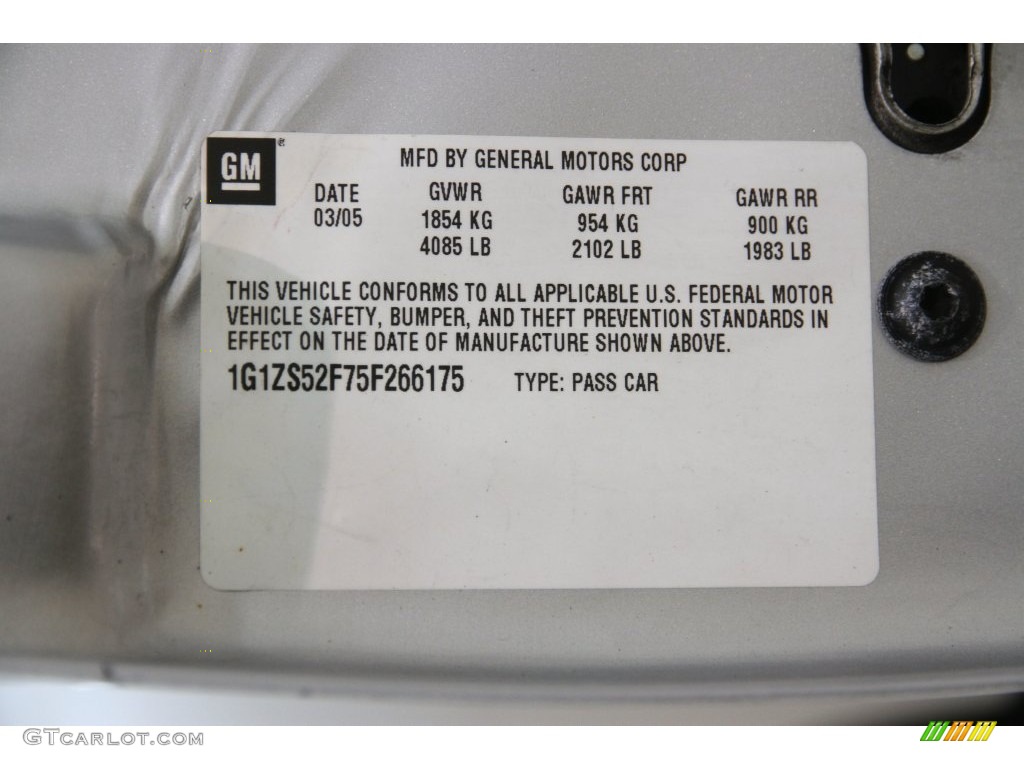 GM®
MFD BY GENERAL MOTORS CORP
DATE GVWR GAWR FRT GAWR RR
03/05 1854 KG 954 KG 900 KG
4085 LB 2102 LB 1983 LB
THIS VEHICLE CONFORMS TO ALL APPLICABLE U.S. FEDERAL MOTOR
VEHICLE SAFETY, BUMPER, AND THEFT PREVENTION STANDARDS IN
EFFECT ON THE DATE OF MANUFACTURE SHOWN ABOVE.
1G1ZS52F75F266175 TYPE: PASS CAR
GTCARLOT.COM